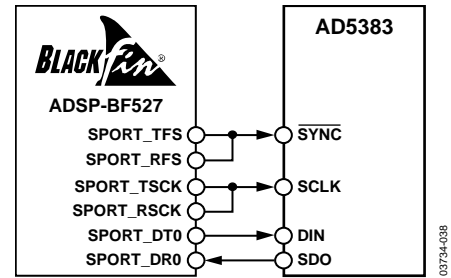 BLACKfin®
ADSP-BF527
SPORT_TFS
SPORT_RFS
SPORT_TSCK
SPORT_RSCK
SPORT_DT0
SPORT_DR0
AD5383
SYNC
SCLK
DIN
SDO
03734-038